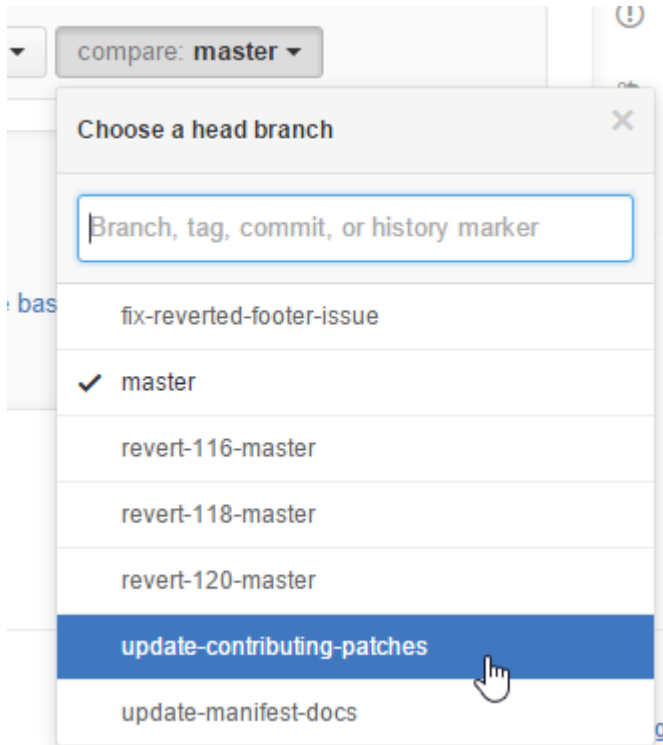 compare: master
Choose a head branch
Branch, tag, commit, or history marker
bas
fix-reverted-footer-issue
master
revert-116-master
revert-118-master
revert-120-master
update-contributing-patches
update-manifest-docs